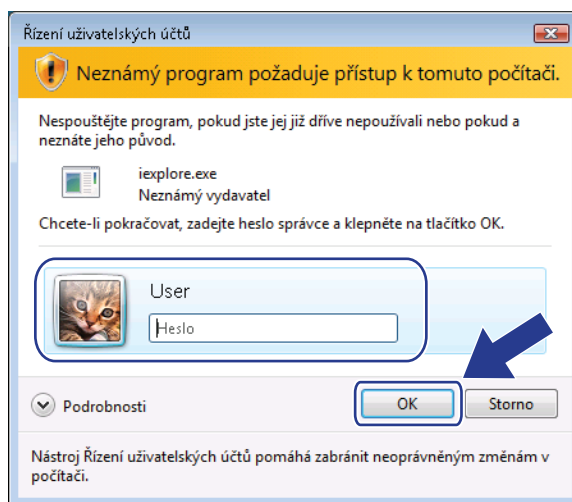 Řízení uživatelských účtů
Neznámý program požaduje přístup k tomuto počítači.
Nespouštějte program, pokud jste jej již dříve nepoužívali nebo pokud a
neznáte jeho původ.
iexplore.exe
Neznámý vydavatel
Chcete-li pokračovat, zadejte heslo správce a klepněte na tlačítko OK.
User
Heslo
Podrobnosti
OK
Storno
Nástroj Řízení uživatelských účtů pomáhá zabránit neoprávněným změnám v
počítači.